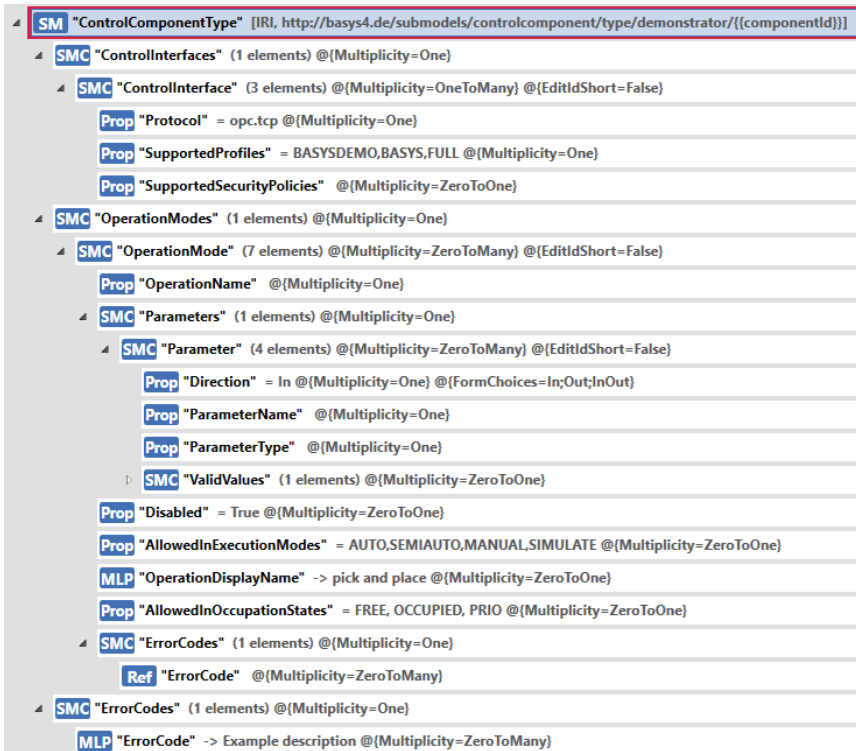 SM "ControlComponentType" [IRI, http://basys4.de/submodels/controlcomponent/type/demonstrator/{{componentId}}]
SMC "ControlInterfaces" (1 elements) @{Multiplicity=One}
SMC "ControlInterface" (3 elements) @{Multiplicity=OneToMany} @{EditIdShort=False}
Prop "Protocol" = opc.tcp @{Multiplicity=One}
Prop "SupportedProfiles" = BASYSDEMO,BASYS,FULL @{Multiplicity=One}
Prop "SupportedSecurityPolicies" @{Multiplicity=ZeroToOne}
SMC "OperationModes" (1 elements) @{Multiplicity=One}
SMC "OperationMode" (7 elements) @{Multiplicity=ZeroToMany} @{EditIdShort=False}
Prop "OperationName" @{Multiplicity=One}
SMC "Parameters" (1 elements) @{Multiplicity=One}
SMC "Parameter" (4 elements) @{Multiplicity=ZeroToMany} @{EditIdShort=False}
Prop "Direction" = In @{Multiplicity=One} @{FormChoices=In;Out;InOut}
Prop "ParameterName" @{Multiplicity=One}
Prop "ParameterType" @{Multiplicity=One}
SMC "ValidValues" (1 elements) @{Multiplicity=ZeroToOne}
Prop "Disabled" = True @{Multiplicity=ZeroToOne}
Prop "AllowedInExecutionModes" = AUTO,SEMIAUTO,MANUAL,SIMULATE @{Multiplicity=ZeroToOne}
MLP "OperationDisplayName" -> pick and place @{Multiplicity=ZeroToOne}
Prop "AllowedInOccupationStates" = FREE, OCCUPIED, PRIO @{Multiplicity=ZeroToOne}
SMC "ErrorCodes" (1 elements) @{Multiplicity=One}
Ref "ErrorCode" @{Multiplicity=ZeroToMany}
SMC "ErrorCodes" (1 elements) @{Multiplicity=One}
MLP "ErrorCode" -> Example description @{Multiplicity=ZeroToMany}